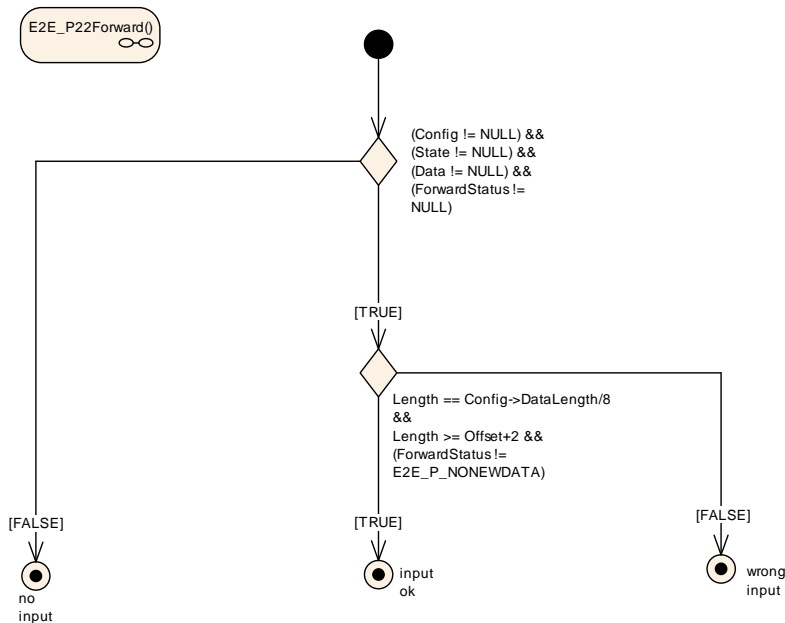 E2E_P22Forward()
(Config != NULL) &&
(State != NULL) &&
(Data != NULL) &&
(ForwardStatus !=
NULL)
[TRUE]
Length == Config->DataLength/8
&&
Length >= Offset+2 &&
(ForwardStatus !=
E2E_P_NONEWDATA)
[FALSE]
[TRUE]
[FALSE]
no
input
input
ok
wrong
input